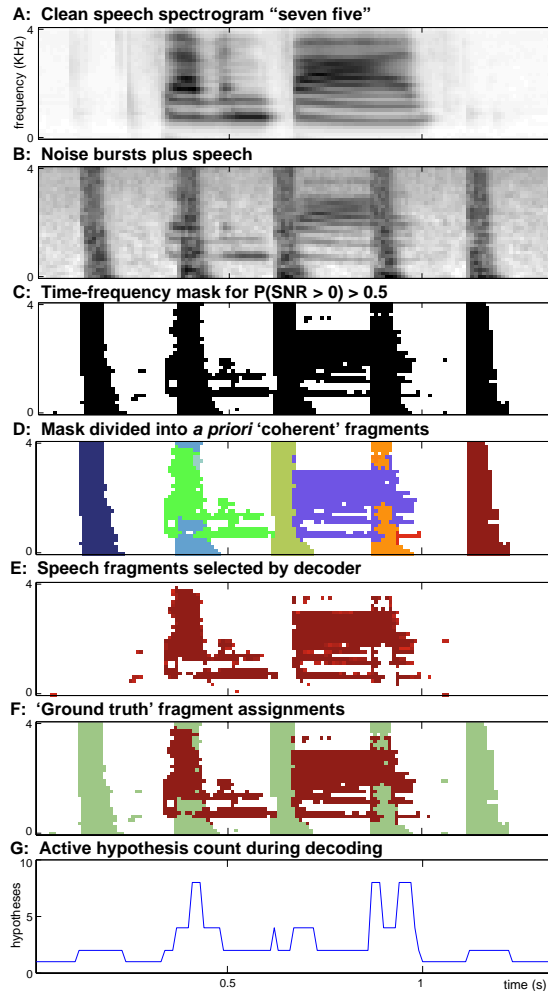 A: Clean speech spectrogram “seven five”
4
frequency (KHz)
0
B: Noise bursts plus speech
4
0
C: Time-frequency mask for P(SNR > 0) > 0.5
4
0
D: Mask divided into a priori ‘coherent’ fragments
4
0
E: Speech fragments selected by decoder
4
0
F: ‘Ground truth’ fragment assignments
4
0
G: Active hypothesis count during decoding
10
hypotheses
5
0
0.5
1
time (s)